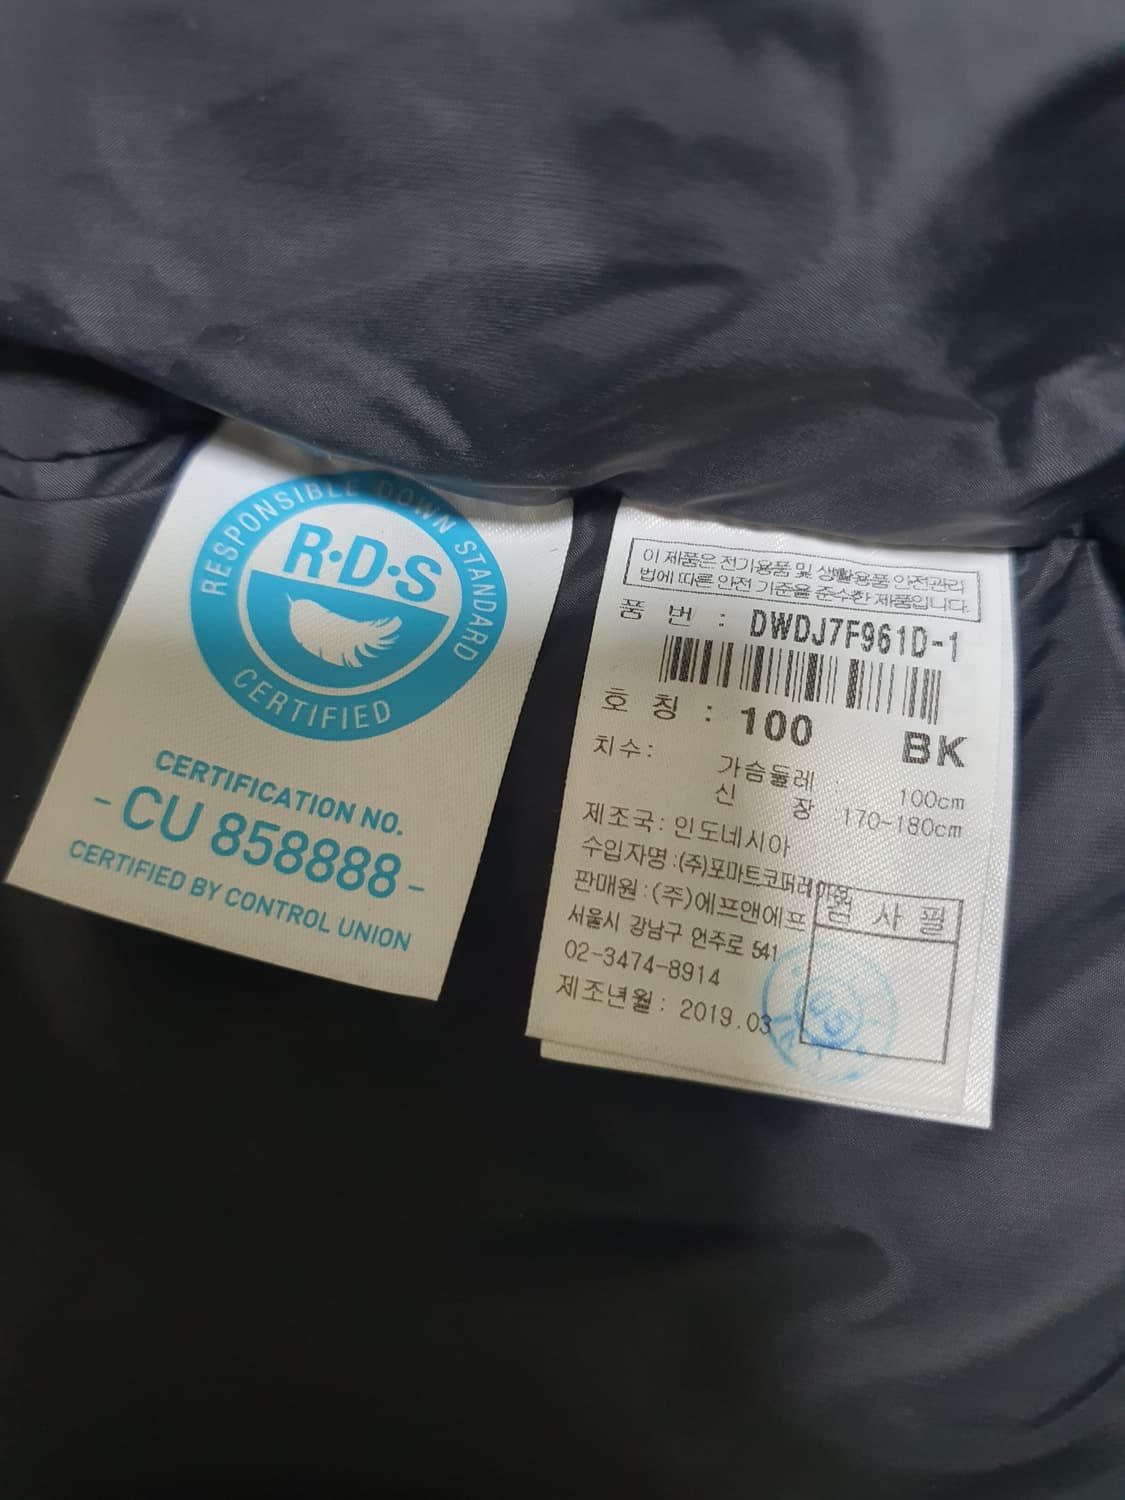 RESPONSIBLE DOWN STANDARD
R·D·S
CERTIFIED
CERTIFICATION NO.
- CU 858888 -
CERTIFIED BY CONTROL UNION
이 제품은 전기용품 및 생활용품 안전관리
법에 따른 안전 기준을 준수한 제품입니다.
품 번 : DWDJ7F961D-1
호 칭 : 100 BK
치수: 가슴둘레 : 100cm
신 장 :170~180cm
제조국: 인도네시아
수입자명 :(주)포마트코퍼레이션
판매원 :(주)에프앤에프
검 사 필
서울시 강남구 언주로 541
02-3474-8914
제조년월: 2019.03